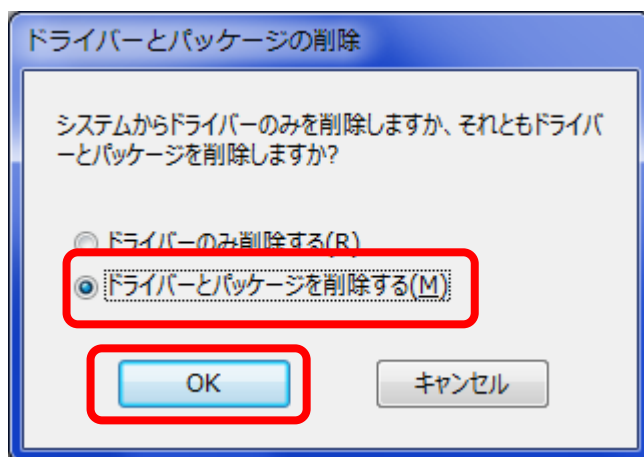 ドライバーとパッケージの削除
システムからドライバーのみを削除しますか、それともドライバ
ーとパッケージを削除しますか?
ドライバーのみ削除する(R)
ドライバーとパッケージを削除する(M)
OK キャンセル